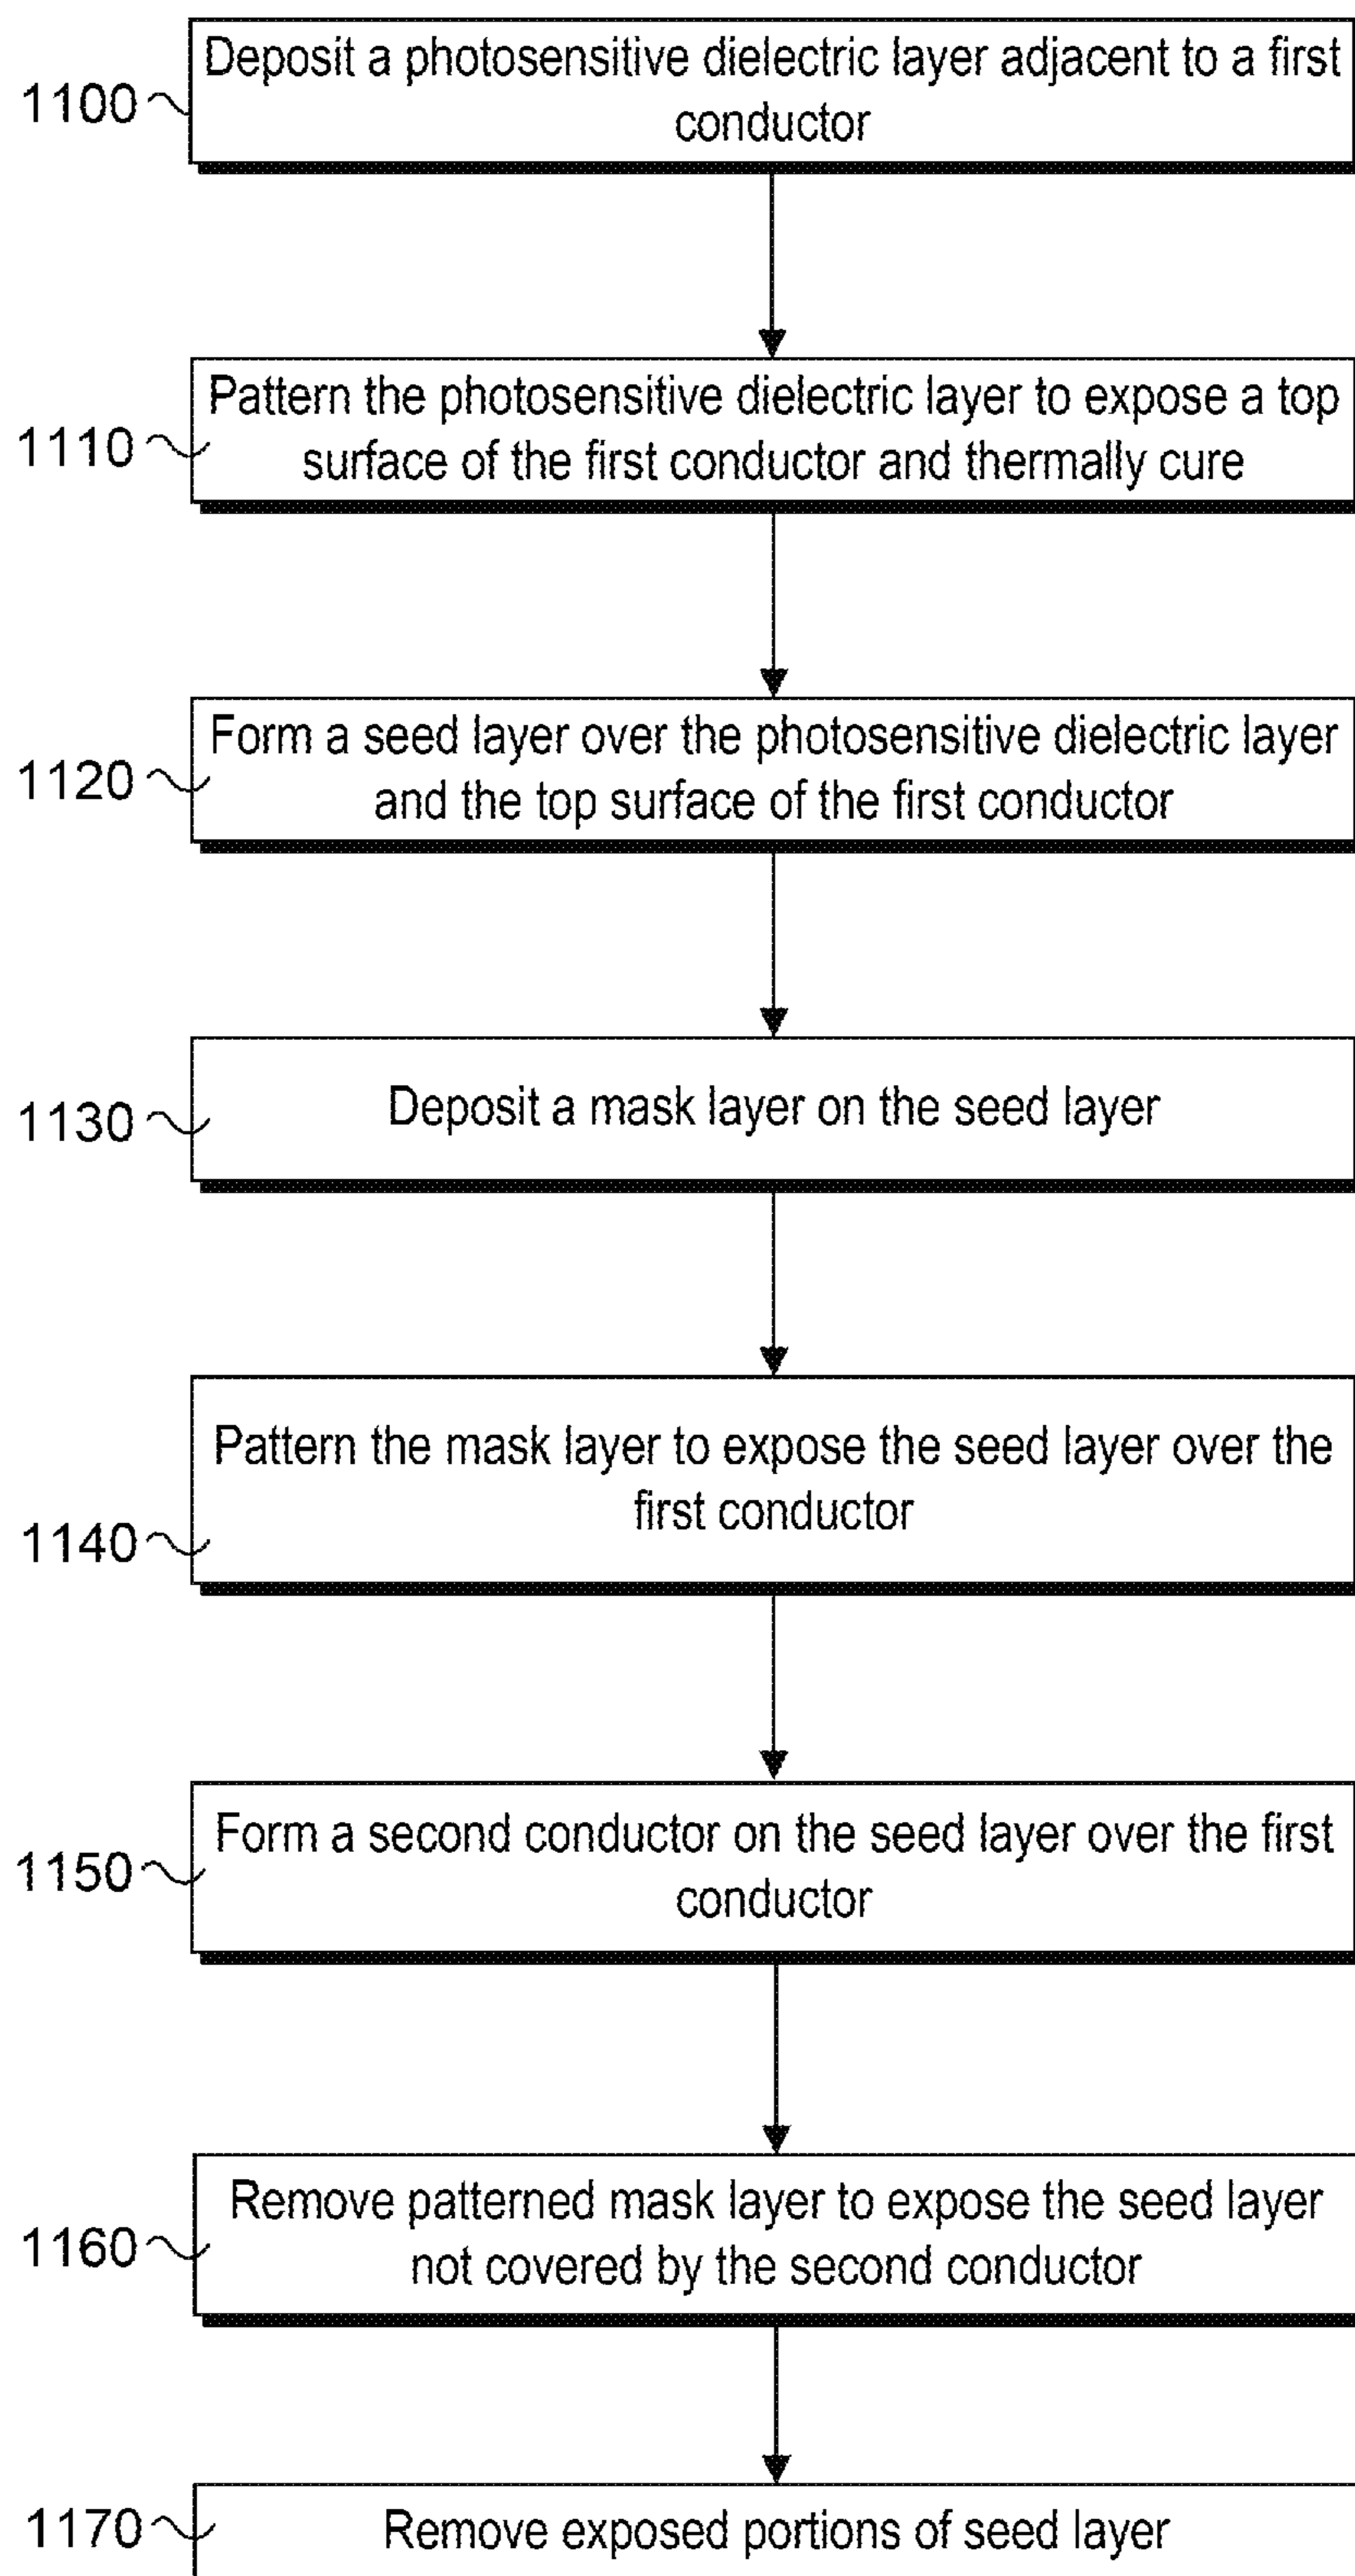 1100
Deposit a photosensitive dielectric layer adjacent to a first
conductor
1110
Pattern the photosensitive dielectric layer to expose a top
surface of the first conductor and thermally cure
1120
Form a seed layer over the photosensitive dielectric layer
and the top surface of the first conductor
1130
Deposit a mask layer on the seed layer
1140
Pattern the mask layer to expose the seed layer over the
first conductor
1150
Form a second conductor on the seed layer over the first
conductor
1160
Remove patterned mask layer to expose the seed layer
not covered by the second conductor
1170
Remove exposed portions of seed layer